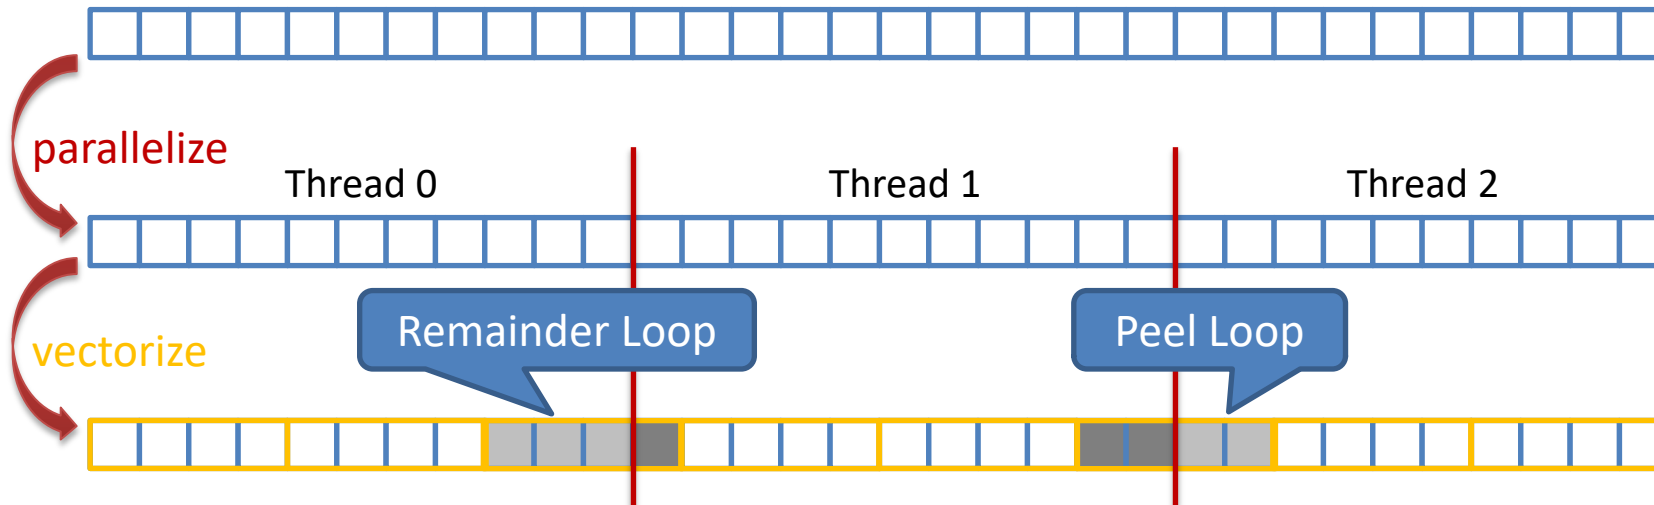 parallelize
Thread 0
Thread 1
Thread 2
Remainder Loop
Peel Loop
vectorize